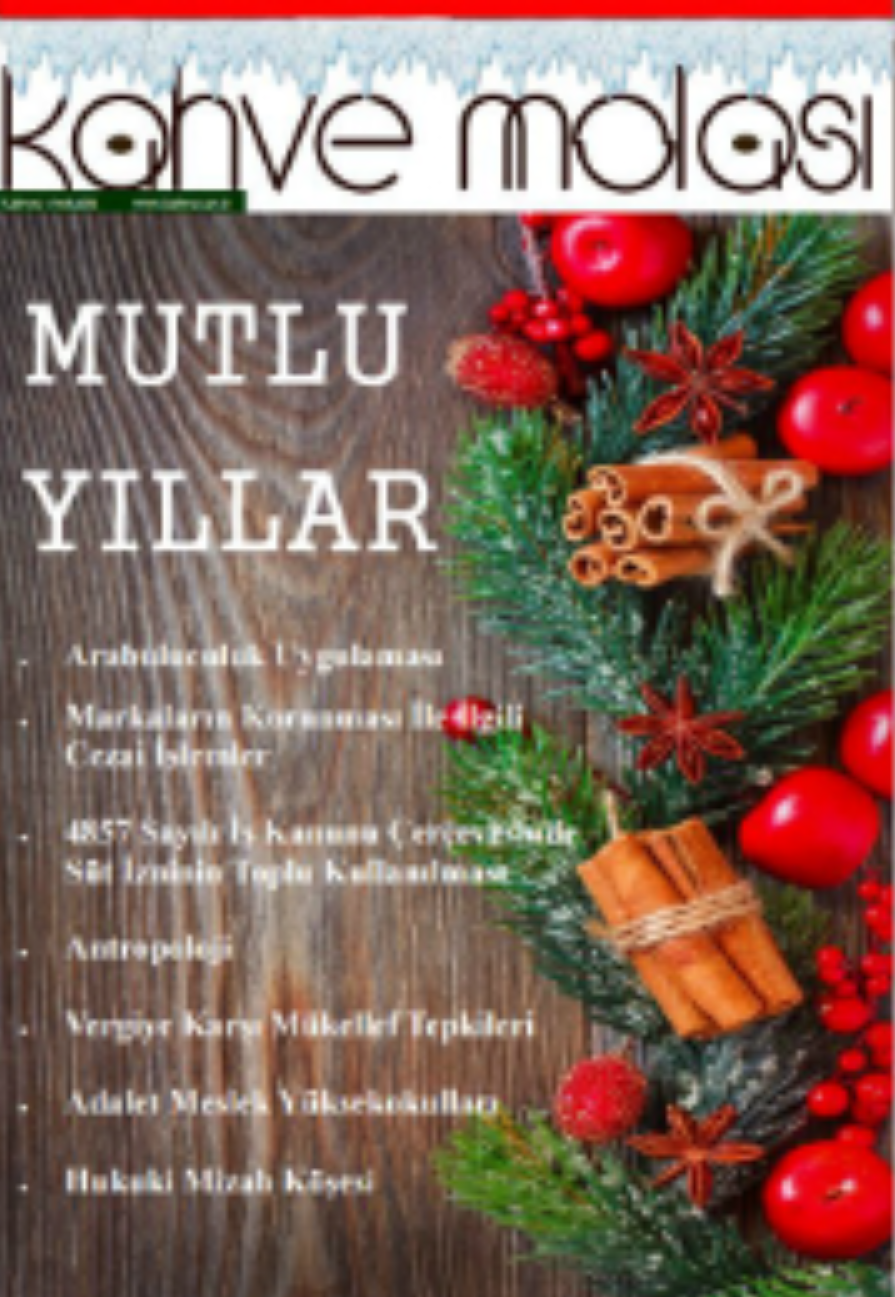 kahve molası
MUTLU
YILLAR
Arabuluculuk Uygulaması
Markaların Korunması İle İlgili
Cezai İşlemler
4857 Sayılı İş Kanunu Çerçevesinde
Süt İzninin Toplu Kullanılması
Antropoloji
Vergiye Karşı Mükellef Tepkileri
Adalet Meslek Yüksekokulları
Hukuki Mizah Köşesi